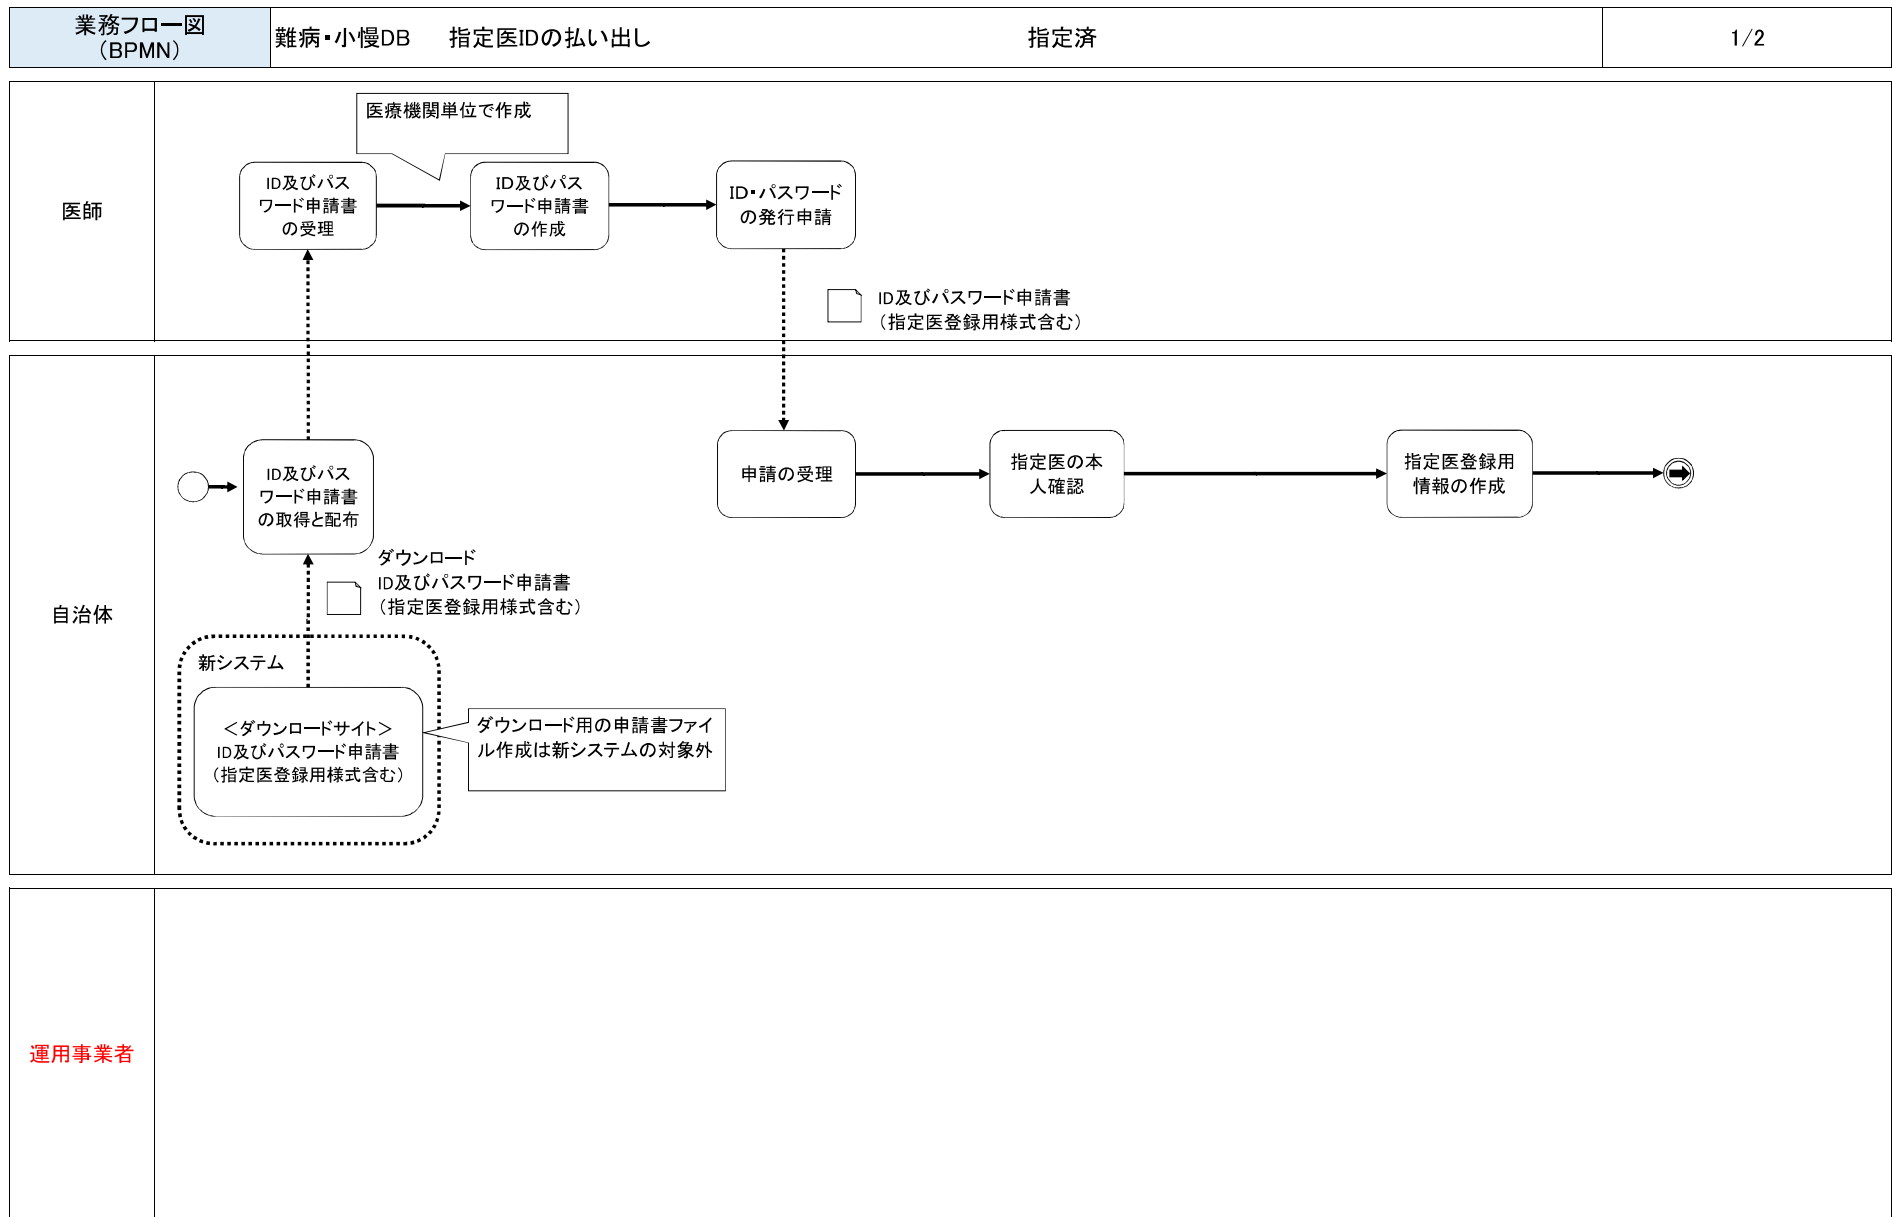 業務フロー図
（BPMN）
難病・小慢DB　指定医IDの払い出し
指定済
1/2
医師
医療機関単位で作成
ID及びパス
ワード申請書
の受理
ID及びパス
ワード申請書
の作成
ID・パスワード
の発行申請
ID及びパスワード申請書
（指定医登録用様式含む）
自治体
ID及びパス
ワード申請書
の取得と配布
申請の受理
指定医の本
人確認
指定医登録用
情報の作成
ダウンロード
ID及びパスワード申請書
（指定医登録用様式含む）
新システム
＜ダウンロードサイト＞
ID及びパスワード申請書
（指定医登録用様式含む）
ダウンロード用の申請書ファイ
ル作成は新システムの対象外
運用事業者